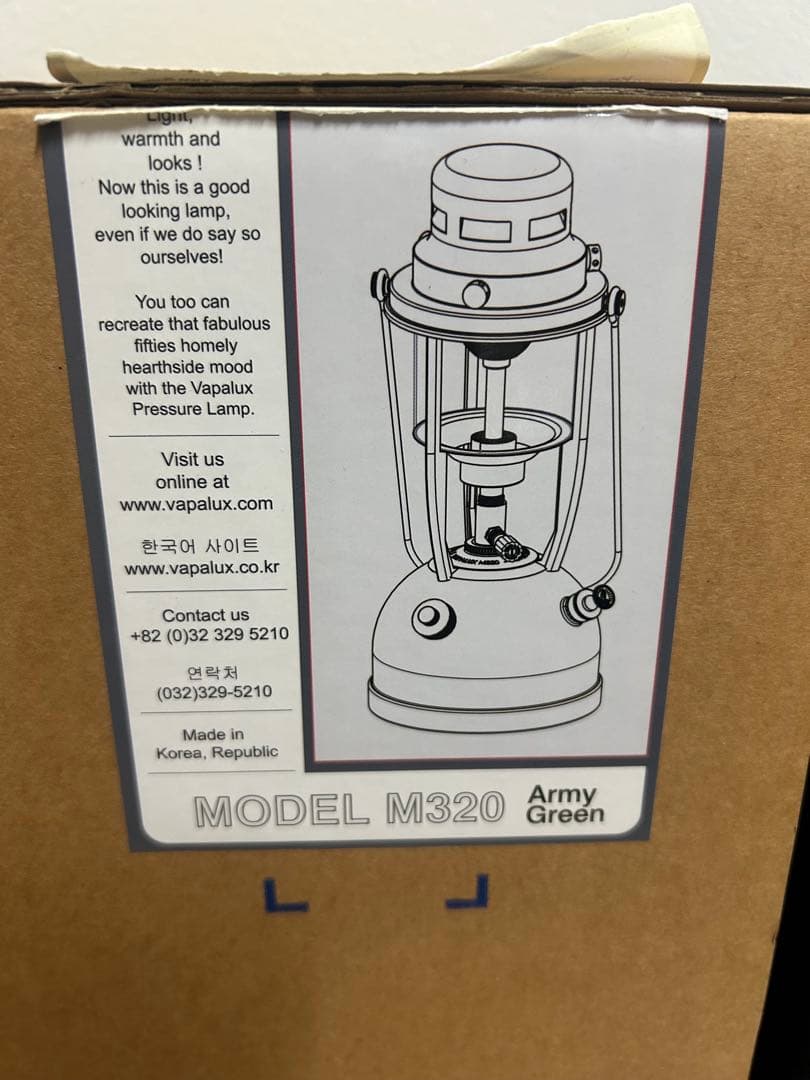 Light,
warmth and
looks !
Now this is a good
looking lamp,
even if we do say so
ourselves!
You too can
recreate that fabulous
fifties homely
hearthside mood
with the Vapalux
Pressure Lamp.
Visit us
online at
www.vapalux.com
한국어 사이트
www.vapalux.co.kr
Contact us
+82 (0)32 329 5210
연락처
(032)329-5210
Made in
Korea, Republic
MODEL M320
Army
Green